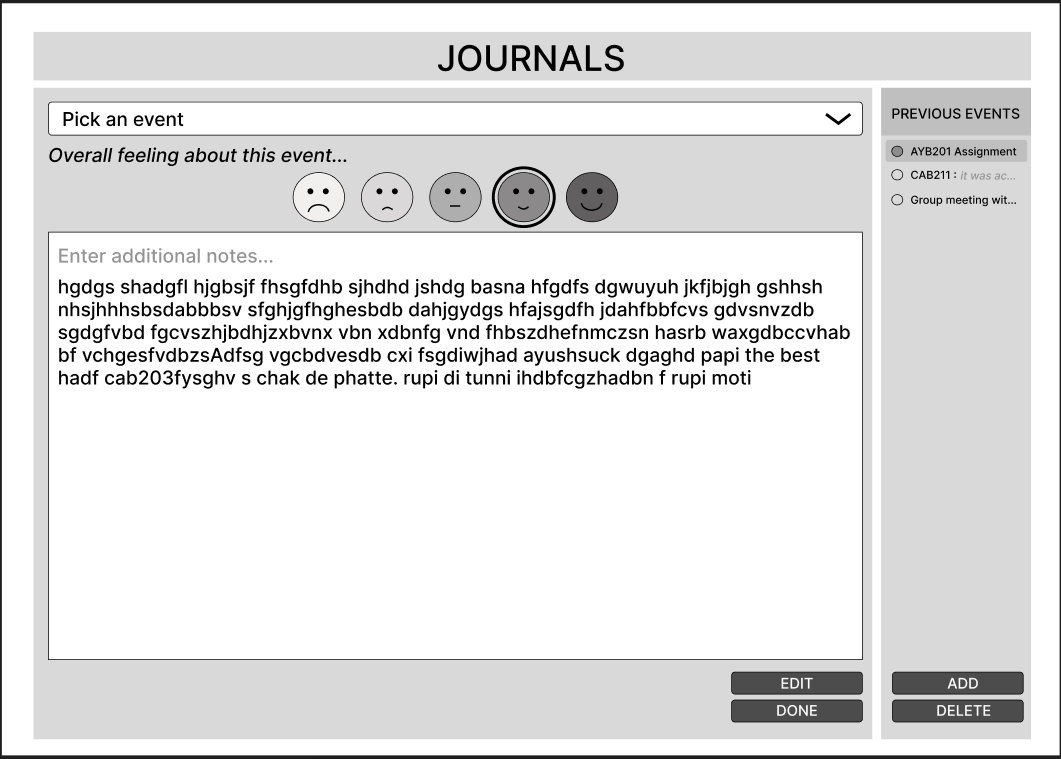 JOURNALS
Pick an event
Overall feeling about this event...
Enter additional notes...
hgdgs shadgfl hjgbsjf fhsgfdhb sjhdhd jshdg basna hfgdfs dgwuyuh jkfjbjgh gshhsh
nhsjhhhsbsdabbbsv sfghjgfhghesbdb dahjgydgs hfajsgdfh jdahfbbfcvs gdvsnvzdb
sgdgfvbd fgcvszhjbdhjzxbvnx vbn xdbnfg vnd fhbszdhefnmczsn hasrb waxgdbccvhab
bf vchgesfvdbzsAdfsg vgcbdvesdb cxi fsgdiwjhad ayushsuck dgaghd papi the best
hadf cab203fysghv s chak de phatte. rupi di tunni ihdbfcgzhadbn f rupi moti
EDIT
DONE
PREVIOUS EVENTS
AYB201 Assignment
CAB211 : it was ac...
Group meeting wit...
ADD
DELETE